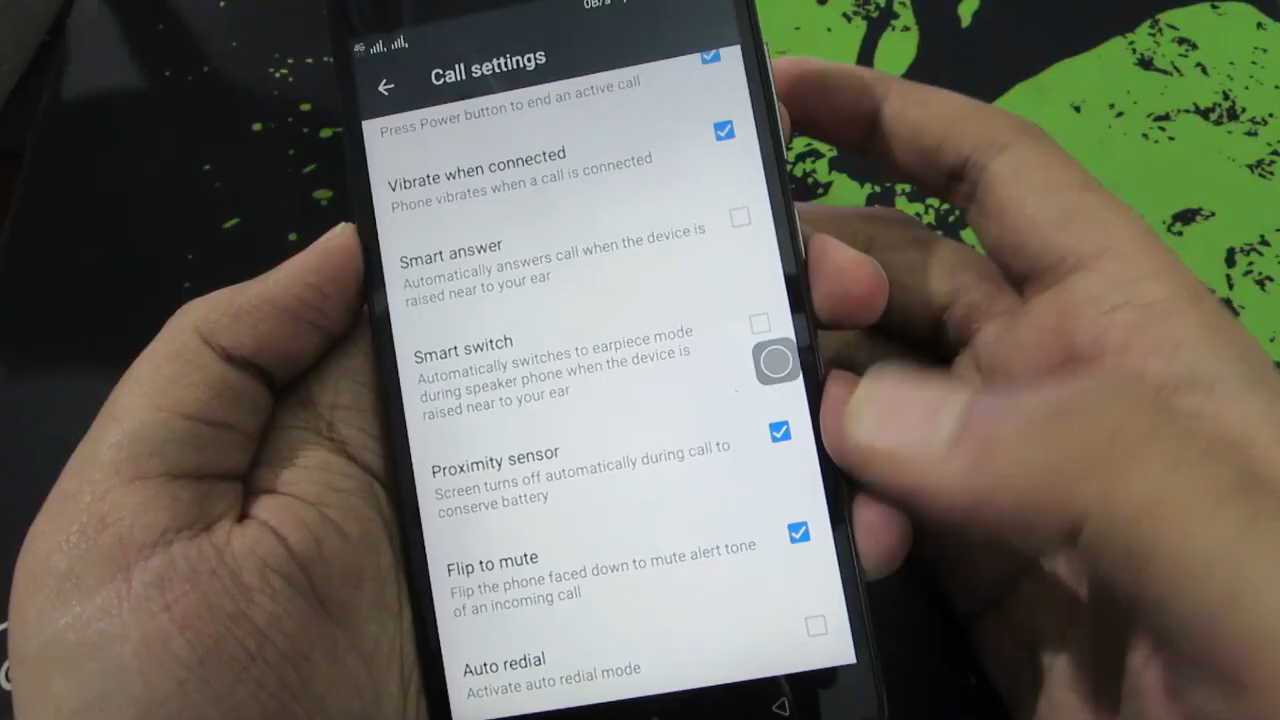 4G
Call settings
Press Power button to end an active call
Vibrate when connected
Phone vibrates when a call is connected
Smart answer
Automatically answers call when the device is
raised near to your ear
Smart switch
Automatically switches to earpiece mode
during speaker phone when the device is
raised near to your ear
Proximity sensor
Screen turns off automatically during call to
conserve battery
Flip to mute
Flip the phone faced down to mute alert tone
of an incoming call
Auto redial
Activate auto redial mode